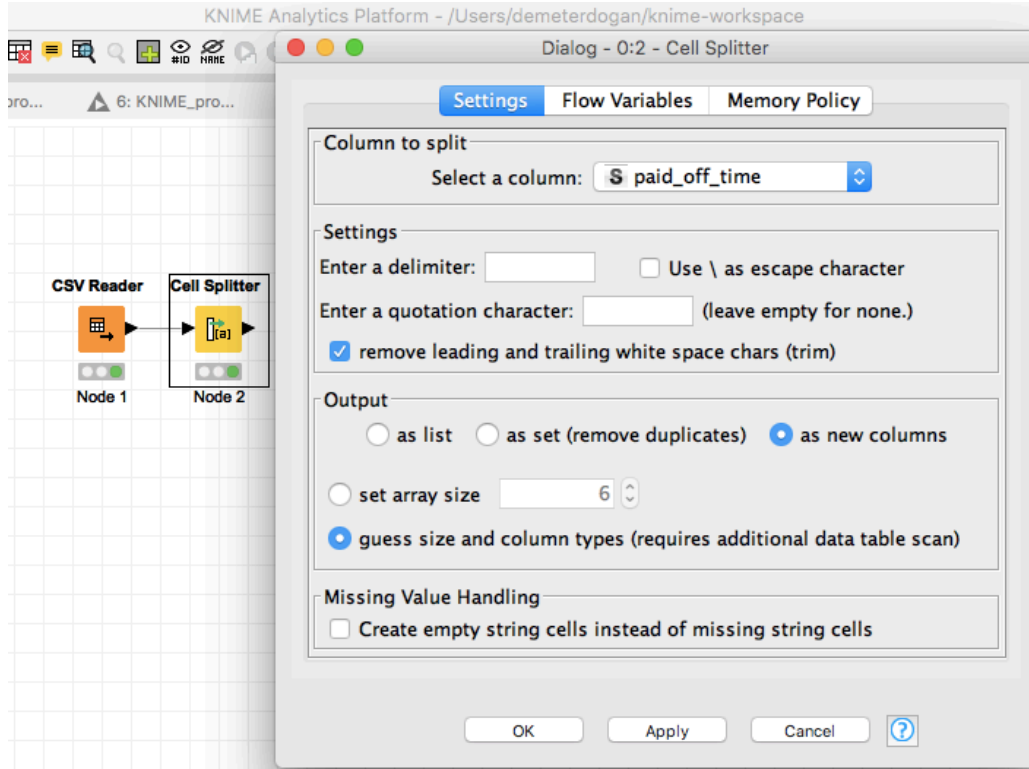 KNIME Analytics Platform - /Users/demeterdogan/knime-workspace
#ID NAME
Dialog - 0:2 - Cell Splitter
pro... 6: KNIME_pro...
Settings Flow Variables Memory Policy
Column to split
Select a column: S paid_off_time
Settings
Enter a delimiter: Use \ as escape character
Enter a quotation character: (leave empty for none.)
remove leading and trailing white space chars (trim)
CSV Reader Cell Splitter
[a]
Node 1 Node 2
Output
as list as set (remove duplicates) as new columns
set array size 6
guess size and column types (requires additional data table scan)
Missing Value Handling
Create empty string cells instead of missing string cells
OK Apply Cancel ?